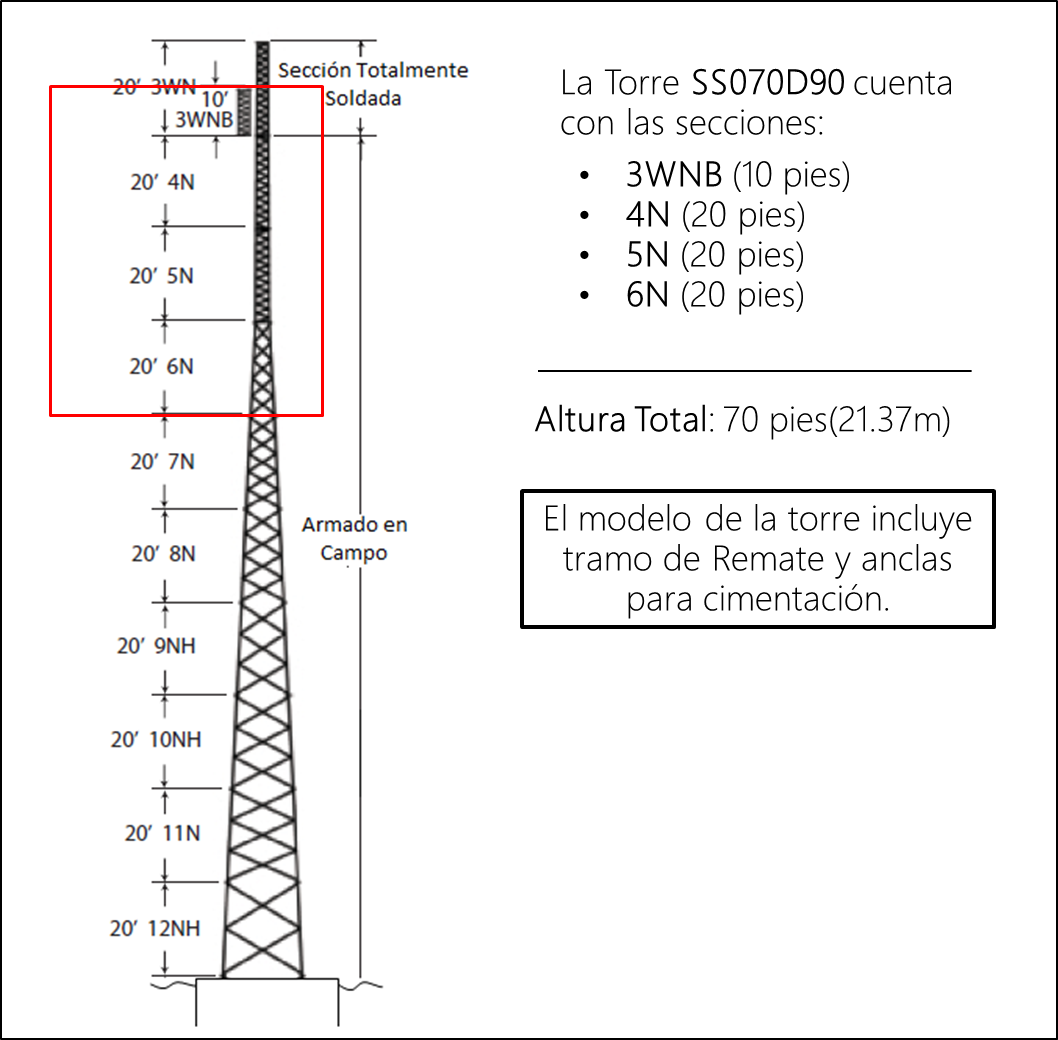 20' 3WN
10'
3WNB
Sección Totalmente
Soldada
20' 4N
20' 5N
20' 6N
20' 7N
20' 8N
20' 9NH
20' 10NH
20' 11N
20' 12NH
Armado en
Campo
La Torre SS070D90 cuenta
con las secciones:
• 3WNB (10 pies)
• 4N (20 pies)
• 5N (20 pies)
• 6N (20 pies)
Altura Total: 70 pies(21.37m)
El modelo de la torre incluye
tramo de Remate y anclas
para cimentación.